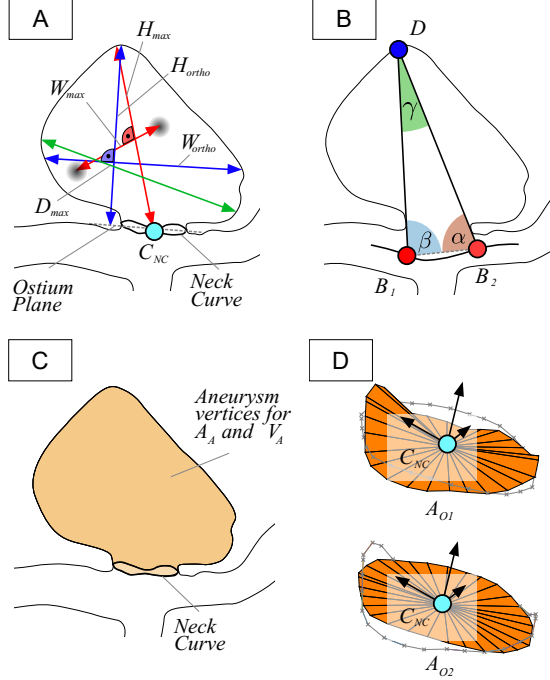 A
H_max
H_ortho
W_max
W_ortho
D_max
C_NC
Ostium
Plane
Neck
Curve
B
D
γ
β
α
B_1
B_2
C
Aneurysm
vertices for
A_A and V_A
Neck
Curve
D
C_NC
A_O1
C_NC
A_O2